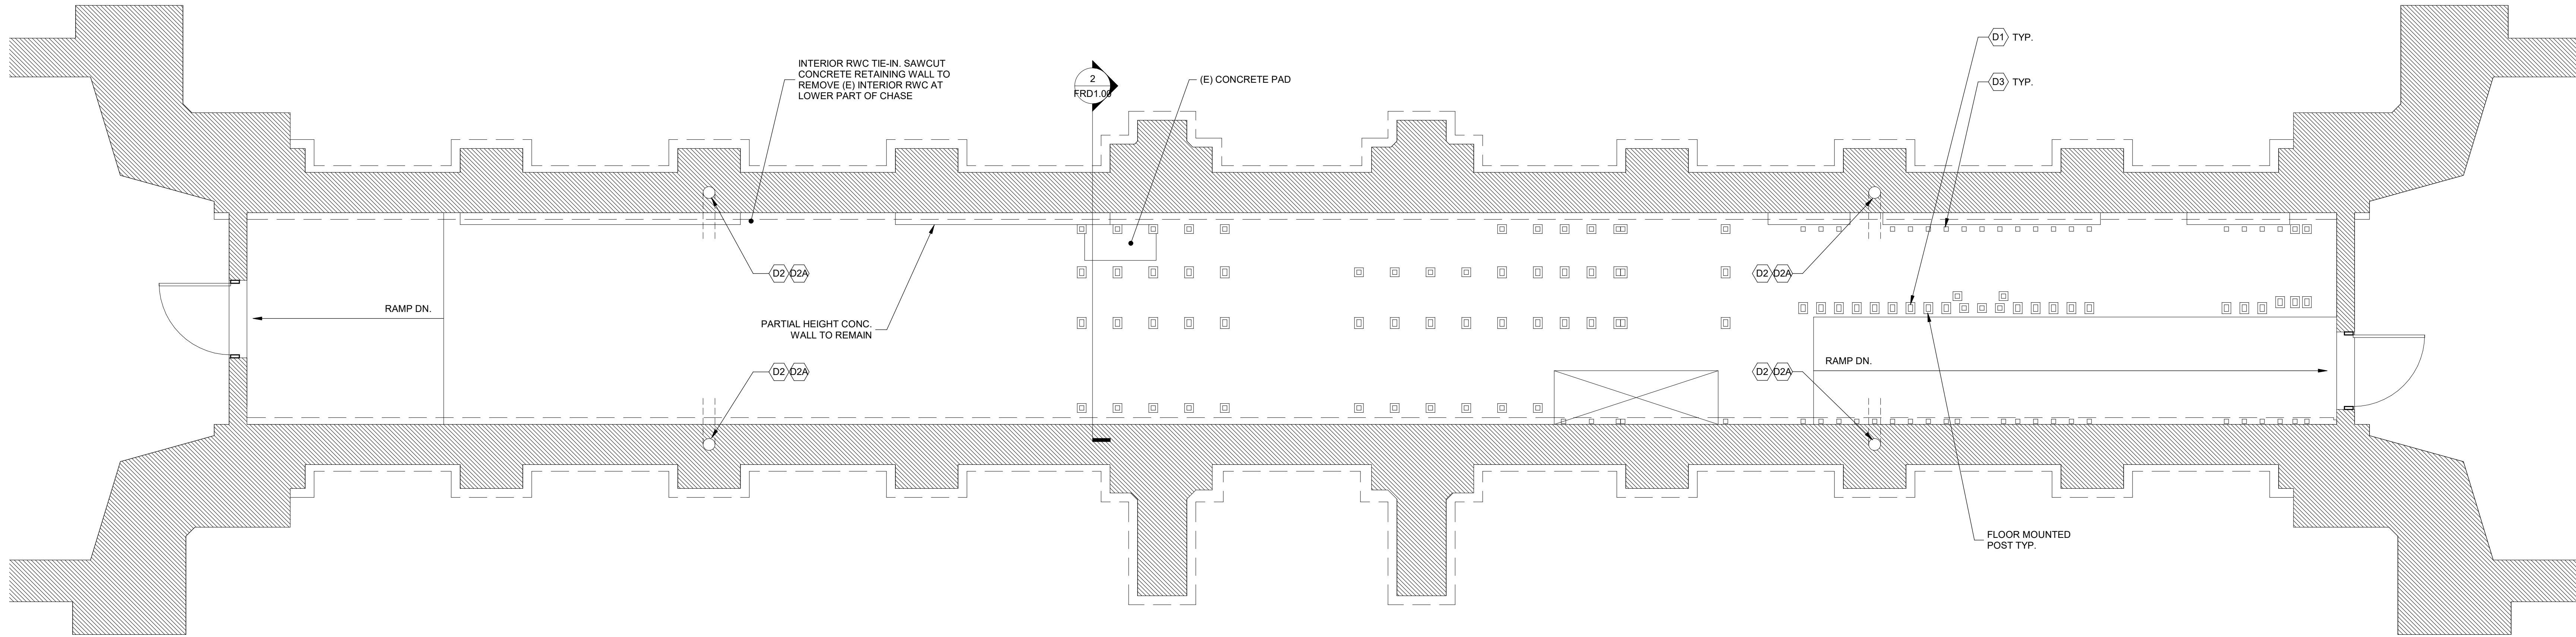 INTERIOR RWC TIE-IN. SAWCUT
CONCRETE RETAINING WALL TO
REMOVE (E) INTERIOR RWC AT
LOWER PART OF CHASE
2
FRD1.00
(E) CONCRETE PAD
D1 TYP.
D3 TYP.
D2 D2A
D2 D2A
RAMP DN.
PARTIAL HEIGHT CONC.
WALL TO REMAIN
RAMP DN.
D2 D2A
D2 D2A
FLOOR MOUNTED
POST TYP.